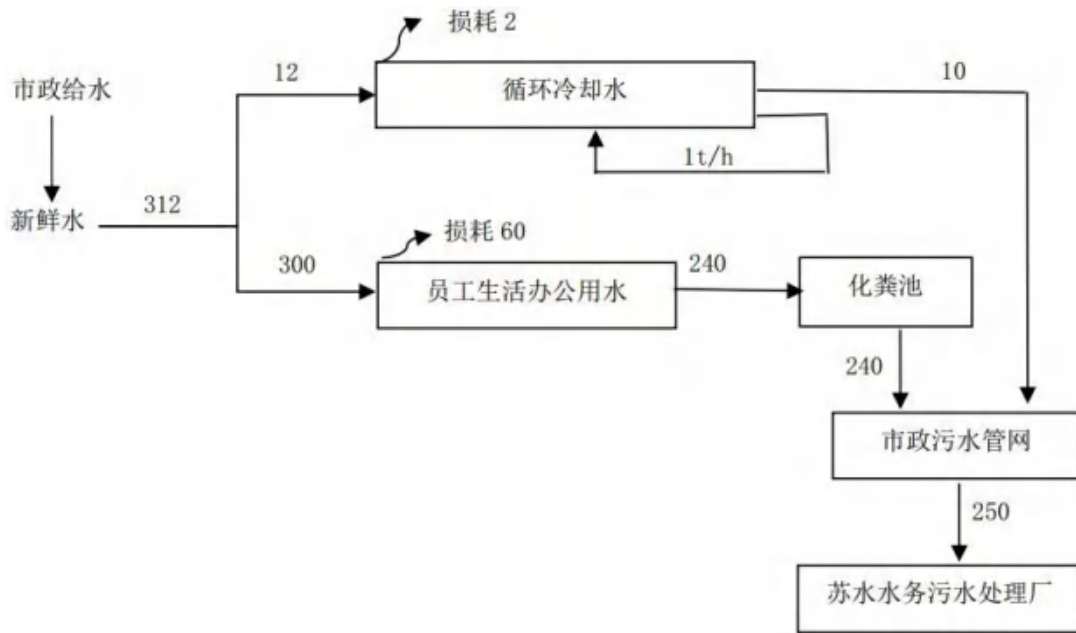 损耗 2
12
循环冷却水
10
市政给水
1t/h
新鲜水
312
损耗 60
300
员工生活办公用水
240
化粪池
240
市政污水管网
250
苏水水务污水处理厂